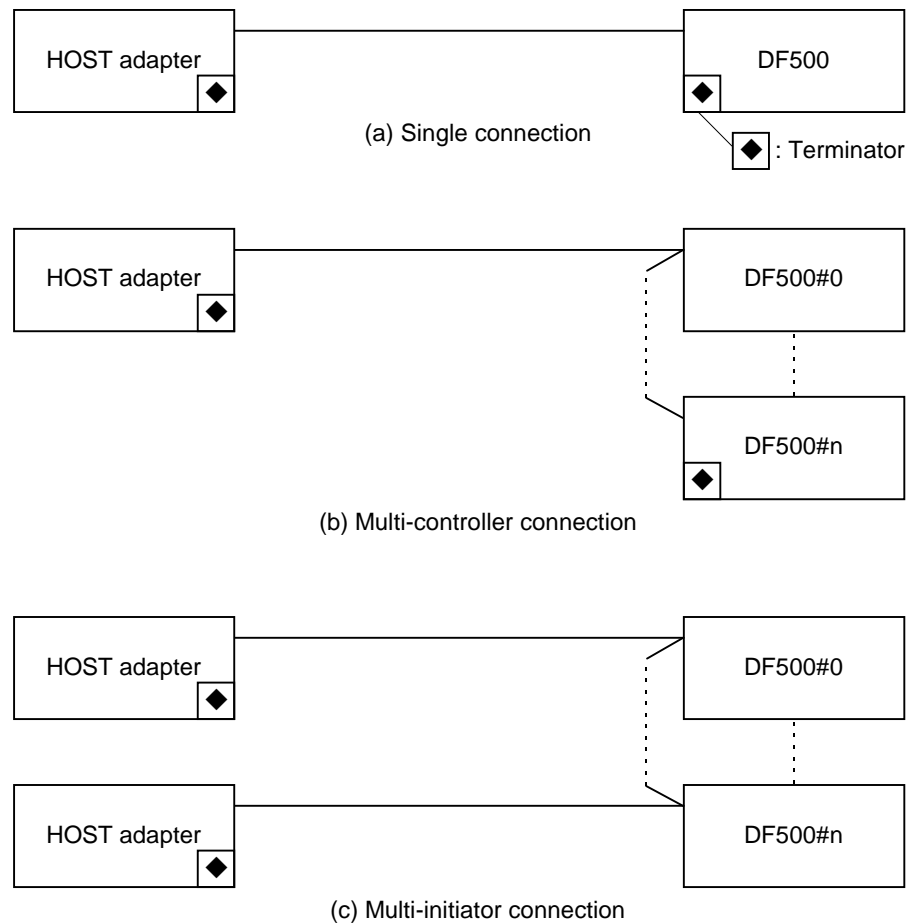 HOST adapter
DF500
(a) Single connection
: Terminator
HOST adapter
DF500#0
DF500#n
(b) Multi-controller connection
HOST adapter
DF500#0
HOST adapter
DF500#n
(c) Multi-initiator connection